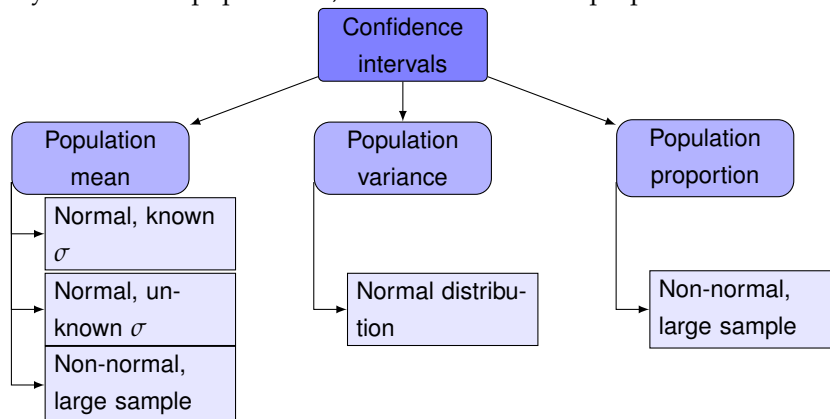 Confidence
intervals
Population
mean
Population
variance
Population
proportion
Normal, known
σ
Normal, un-
known σ
Non-normal,
large sample
Normal distribu-
tion
Non-normal,
large sample